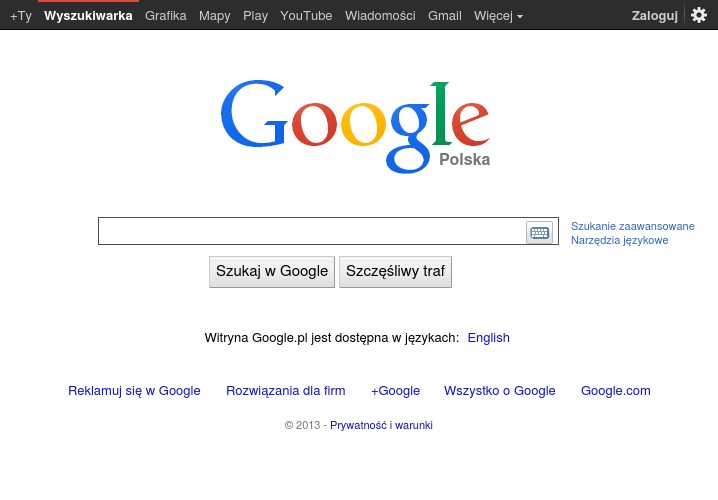 +Ty Wyszukiwarka Grafika Mapy Play YouTube Wiadomości Gmail Więcej Zaloguj
Google
Polska
Szukanie zaawansowane
Narzędzia językowe
Szukaj w Google Szczęśliwy traf
Witryna Google.pl jest dostępna w językach: English
Reklamuj się w Google Rozwiązania dla firm +Google Wszystko o Google Google.com
© 2013 - Prywatność i warunki